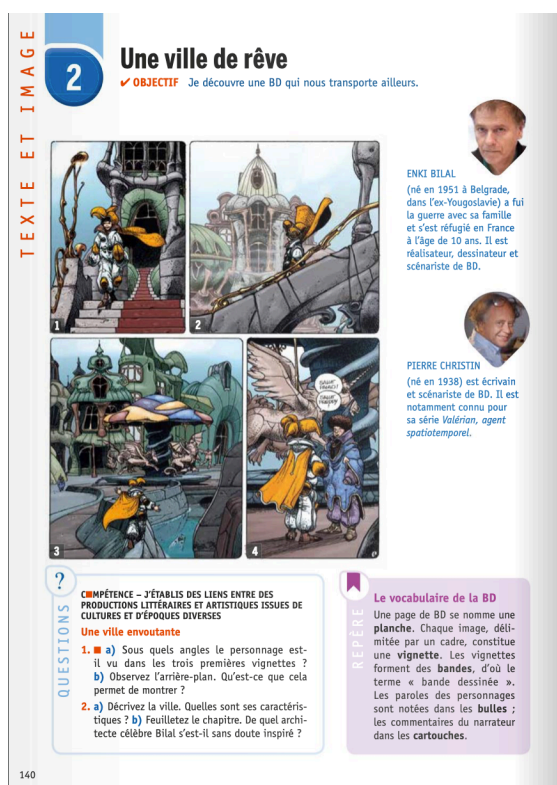 TEXTE ET IMAGE
2
Une ville de rêve
✔ OBJECTIF Je découvre une BD qui nous transporte ailleurs.
ENKI BILAL
(né en 1951 à Belgrade,
dans l'ex-Yougoslavie) a fui
la guerre avec sa famille
et s'est réfugié en France
à l'âge de 10 ans. Il est
réalisateur, dessinateur et
scénariste de BD.
PIERRE CHRISTIN
(né en 1938) est écrivain
et scénariste de BD. Il est
notamment connu pour
sa série Valérian, agent
spatiotemporel.
1
2
3
4
?
QUESTIONS
C■MPÉTENCE – J'ÉTABLIS DES LIENS ENTRE DES
PRODUCTIONS LITTÉRAIRES ET ARTISTIQUES ISSUES DE
CULTURES ET D'ÉPOQUES DIVERSES
Une ville envoutante
1. ■ a) Sous quels angles le personnage est-
il vu dans les trois premières vignettes ?
b) Observez l'arrière-plan. Qu'est-ce que cela
permet de montrer ?
2. a) Décrivez la ville. Quelles sont ses caractéris-
tiques ? b) Feuilletez le chapitre. De quel archi-
tecte célèbre Bilal s'est-il sans doute inspiré ?
REPÈRE
Le vocabulaire de la BD
Une page de BD se nomme une
planche. Chaque image, déli-
mitée par un cadre, constitue
une vignette. Les vignettes
forment des bandes, d'où le
terme « bande dessinée ».
Les paroles des personnages
sont notées dans les bulles ;
les commentaires du narrateur
dans les cartouches.
140